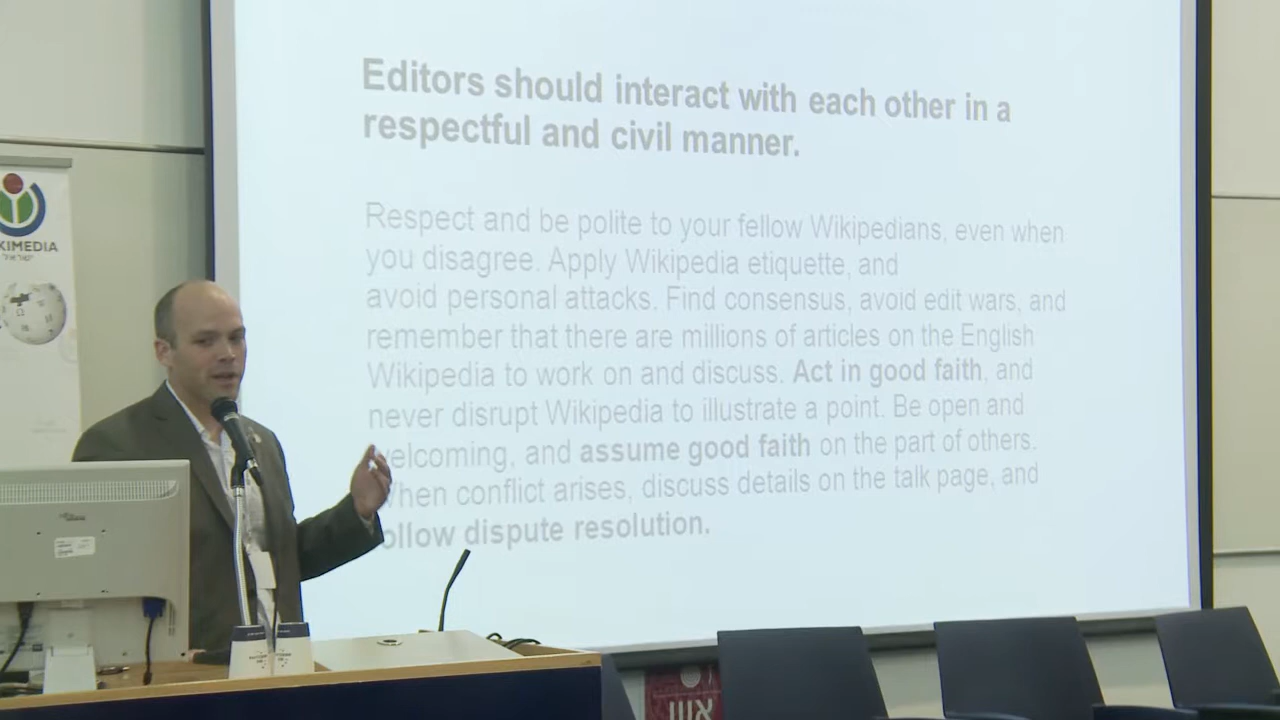 Editors should interact with each other in a
respectful and civil manner.
Respect and be polite to your fellow Wikipedians, even when
you disagree. Apply Wikipedia etiquette, and
avoid personal attacks. Find consensus, avoid edit wars, and
remember that there are millions of articles on the English
Wikipedia to work on and discuss. Act in good faith, and
never disrupt Wikipedia to illustrate a point. Be open and
elcoming, and assume good faith on the part of others.
hen conflict arises, discuss details on the talk page, and
ollow dispute resolution.
KIMEDIA
ישראל